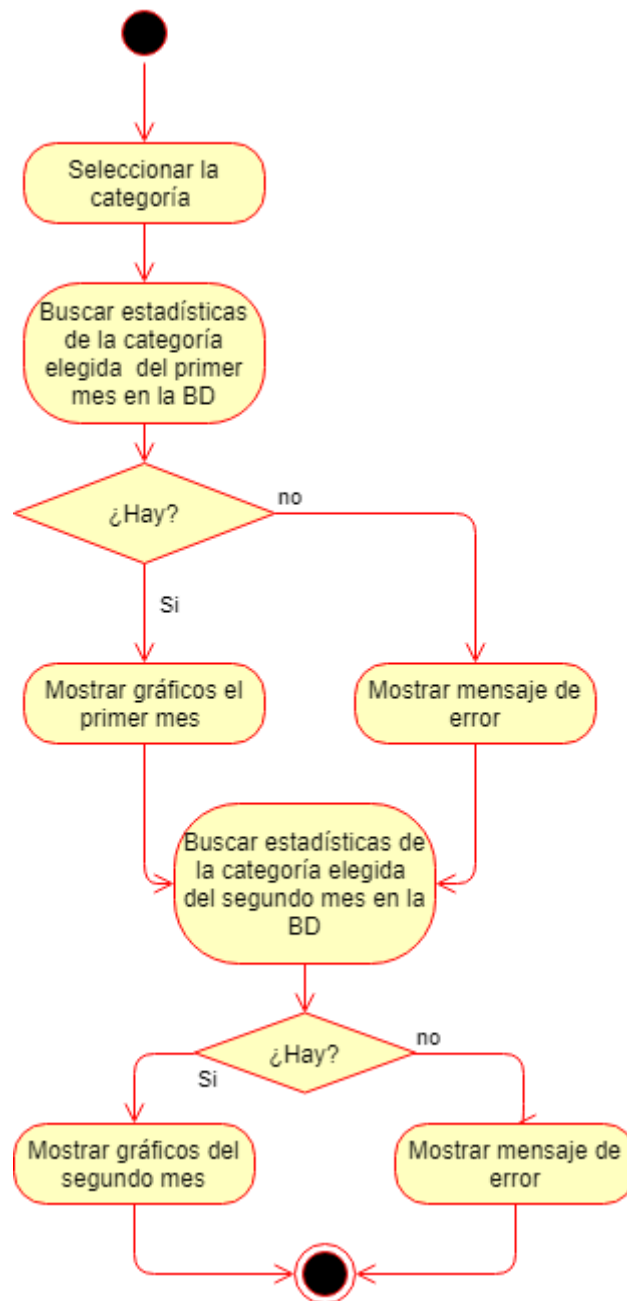 Seleccionar la
categoría
Buscar estadísticas
de la categoría
elegida  del primer
mes en la BD
¿Hay?
no
Si
Mostrar gráficos el
primer mes
Mostrar mensaje de
error
Buscar estadísticas de
la categoría elegida
del segundo mes en la
BD
¿Hay?
no
Si
Mostrar gráficos del
segundo mes
Mostrar mensaje de
error